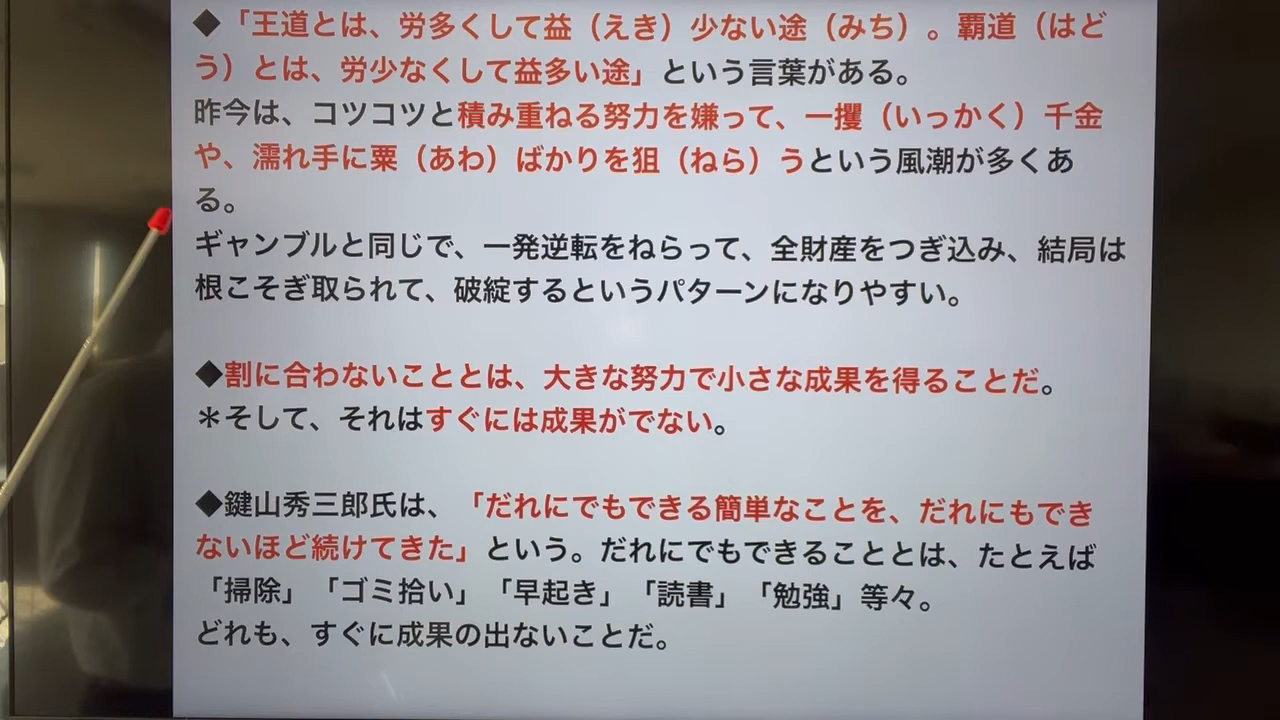 ◆「王道とは、労多くして益（えき）少ない途（みち）。覇道（はど
う）とは、労少なくして益多い途」という言葉がある。
昨今は、コツコツと積み重ねる努力を嫌って、一攫（いっかく）千金
や、濡れ手に粟（あわ）ばかりを狙（ねら）うという風潮が多くあ
る。
ギャンブルと同じで、一発逆転をねらって、全財産をつぎ込み、結局は
根こそぎ取られて、破綻するというパターンになりやすい。
◆割に合わないこととは、大きな努力で小さな成果を得ることだ。
＊そして、それはすぐには成果がでない。
◆鍵山秀三郎氏は、「だれにでもできる簡単なことを、だれにもでき
ないほど続けてきた」という。だれにでもできることとは、たとえば
「掃除」「ゴミ拾い」「早起き」「読書」「勉強」等々。
どれも、すぐに成果の出ないことだ。